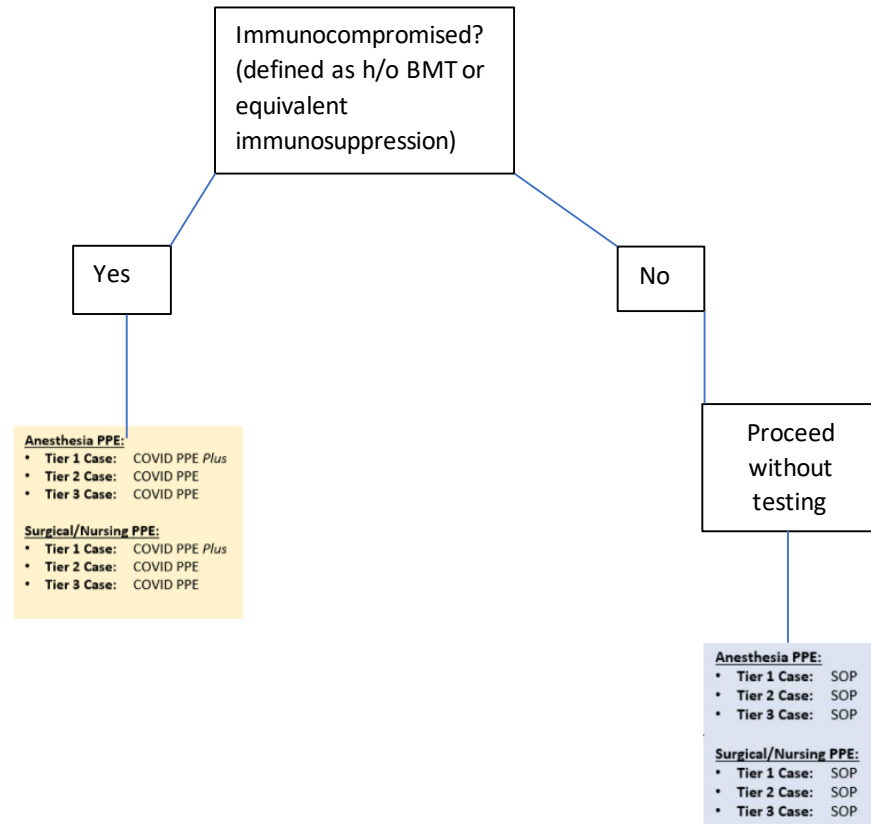 Immunocompromised?
(defined as h/o BMT or
equivalent
immunosuppression)
Yes
No
Anesthesia PPE:
• Tier 1 Case: COVID PPE Plus
• Tier 2 Case: COVID PPE
• Tier 3 Case: COVID PPE
Surgical/Nursing PPE:
• Tier 1 Case: COVID PPE Plus
• Tier 2 Case: COVID PPE
• Tier 3 Case: COVID PPE
Proceed
without
testing
Anesthesia PPE:
• Tier 1 Case: SOP
• Tier 2 Case: SOP
• Tier 3 Case: SOP
Surgical/Nursing PPE:
• Tier 1 Case: SOP
• Tier 2 Case: SOP
• Tier 3 Case: SOP